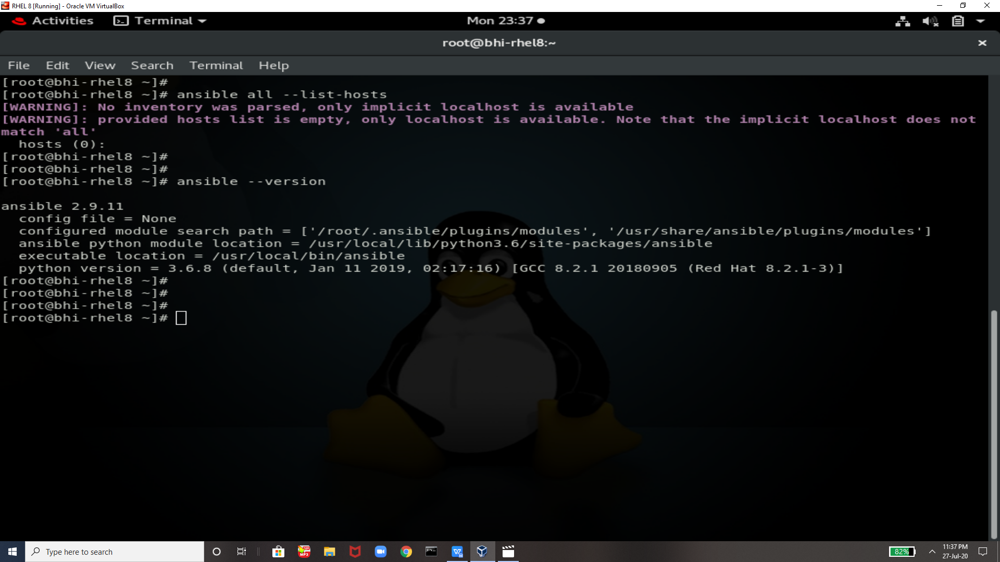 RHEL 8 [Running] - Oracle VM VirtualBox
Activities Terminal Mon 23:37
root@bhi-rhel8:~
File Edit View Search Terminal Help
[root@bhi-rhel8 ~]#
[root@bhi-rhel8 ~]# ansible all --list-hosts
[WARNING]: No inventory was parsed, only implicit localhost is available
[WARNING]: provided hosts list is empty, only localhost is available. Note that the implicit localhost does not
match 'all'
  hosts (0):
[root@bhi-rhel8 ~]#
[root@bhi-rhel8 ~]#
[root@bhi-rhel8 ~]# ansible --version
ansible 2.9.11
  config file = None
  configured module search path = ['/root/.ansible/plugins/modules', '/usr/share/ansible/plugins/modules']
  ansible python module location = /usr/local/lib/python3.6/site-packages/ansible
  executable location = /usr/local/bin/ansible
  python version = 3.6.8 (default, Jan 11 2019, 02:17:16) [GCC 8.2.1 20180905 (Red Hat 8.2.1-3)]
[root@bhi-rhel8 ~]#
[root@bhi-rhel8 ~]#
[root@bhi-rhel8 ~]#
[root@bhi-rhel8 ~]#
Type here to search
MP3
82%
11:37 PM
27-Jul-20